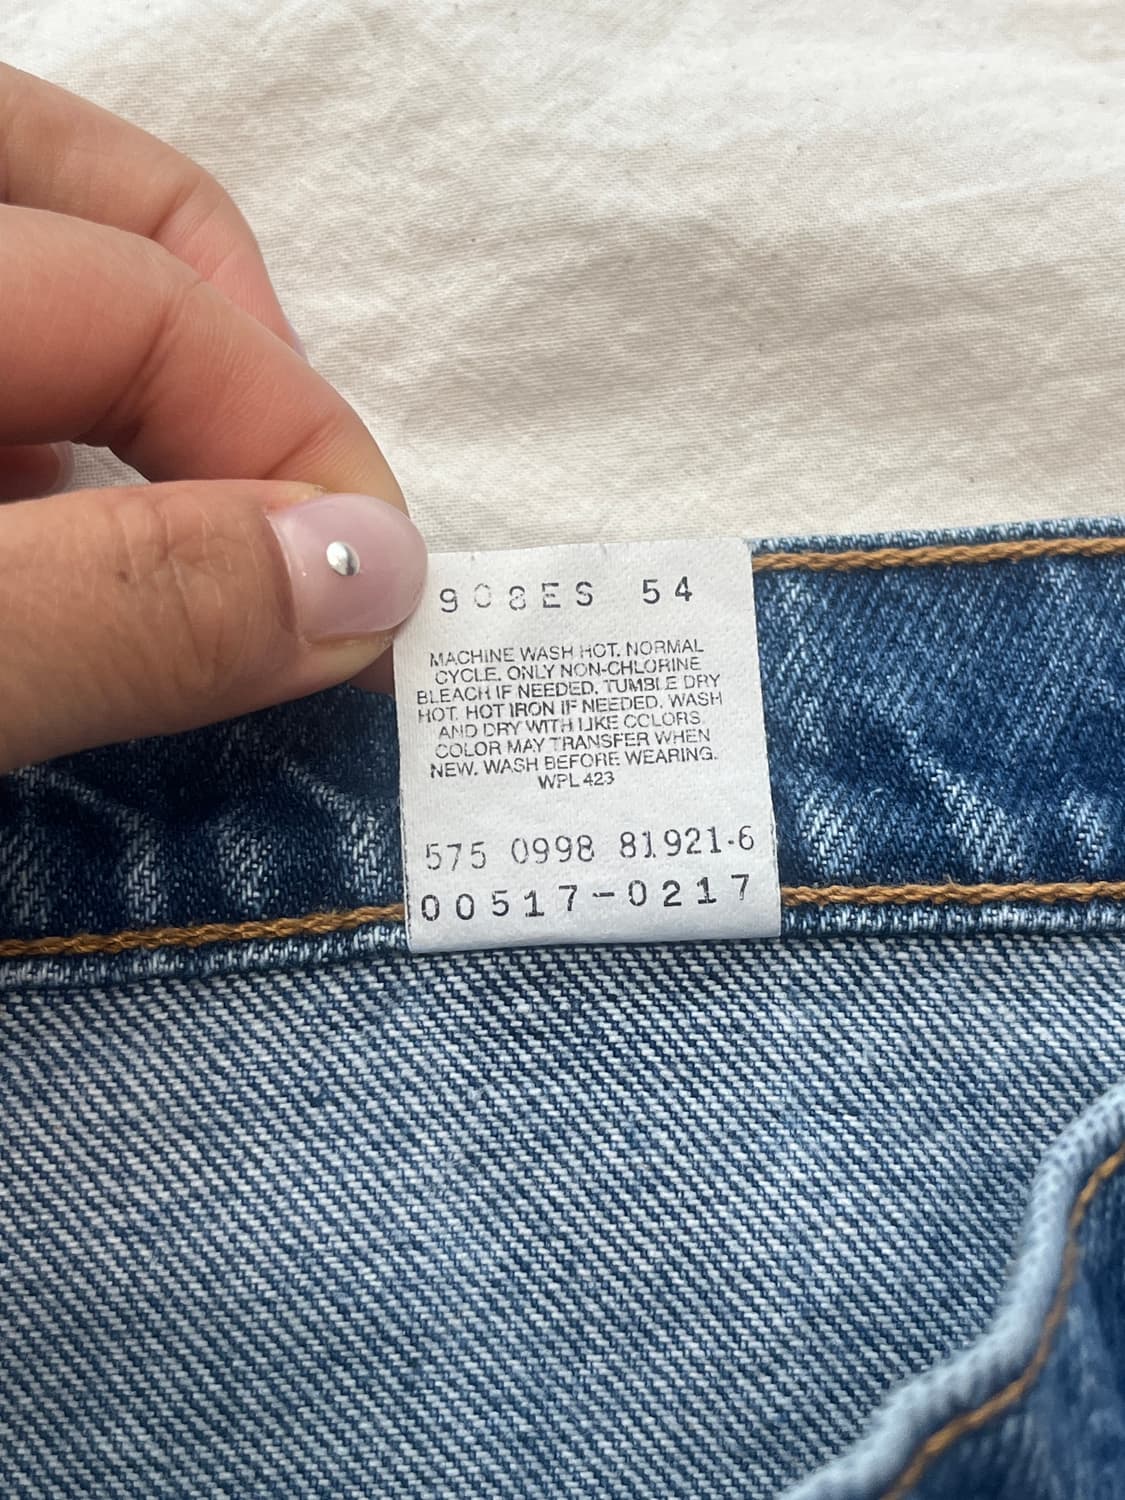 908ES 54
MACHINE WASH HOT. NORMAL
CYCLE. ONLY NON-CHLORINE
BLEACH IF NEEDED. TUMBLE DRY
HOT. HOT IRON IF NEEDED. WASH
AND DRY WITH LIKE COLORS.
COLOR MAY TRANSFER WHEN
NEW. WASH BEFORE WEARING.
WPL 423
575 0998 81921-6
00517-0217